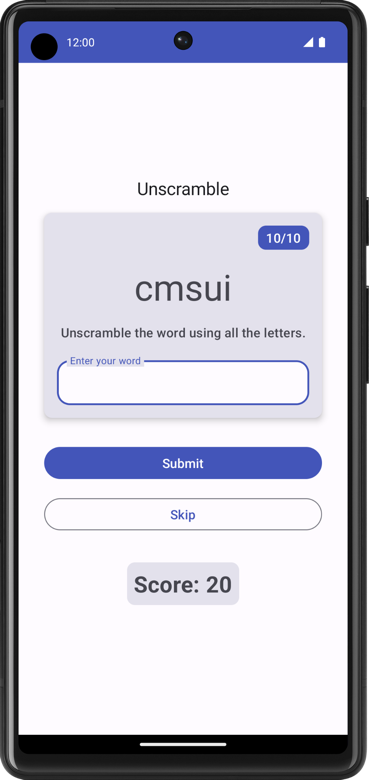 12:00
Unscramble
10/10
cmsui
Unscramble the word using all the letters.
Enter your word
Submit
Skip
Score: 20